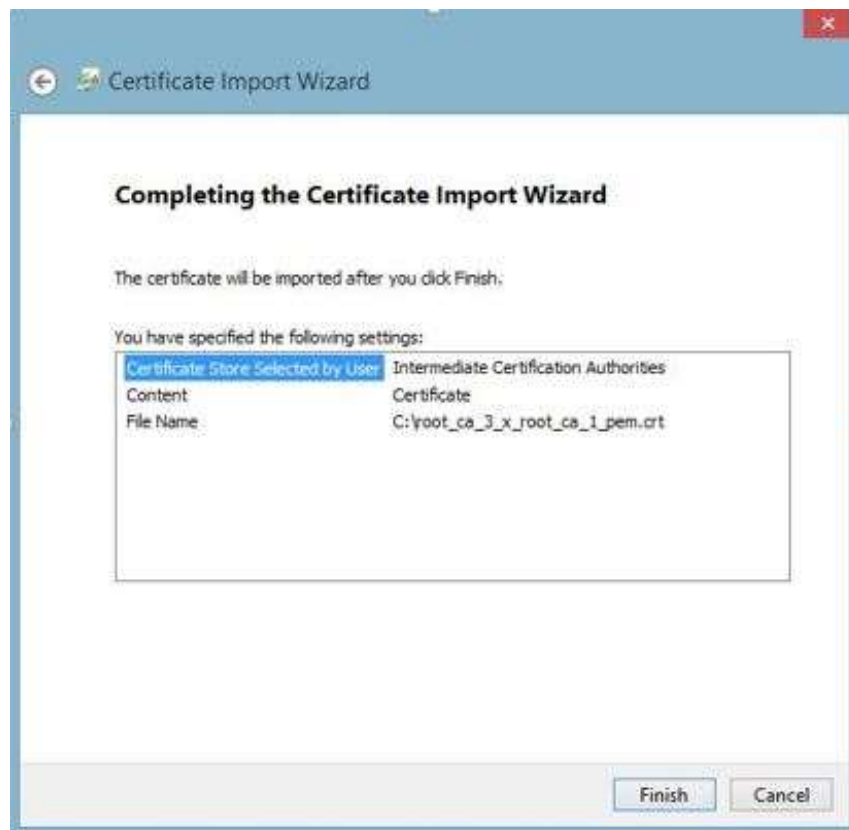 Certificate Import Wizard
Completing the Certificate Import Wizard
The certificate will be imported after you click Finish.
You have specified the following settings:
Certificate Store Selected by User Intermediate Certification Authorities
Content Certificate
File Name C:\root_ca_3_x_root_ca_1_pem.crt
Finish Cancel